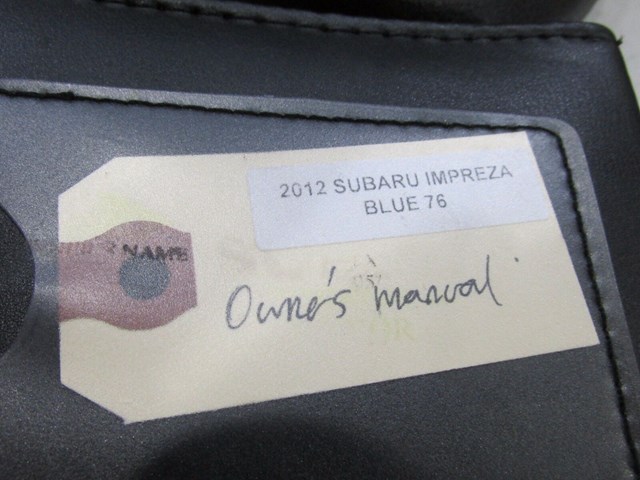 2012 SUBARU IMPREZA
BLUE 76
NAME
Owner's manual